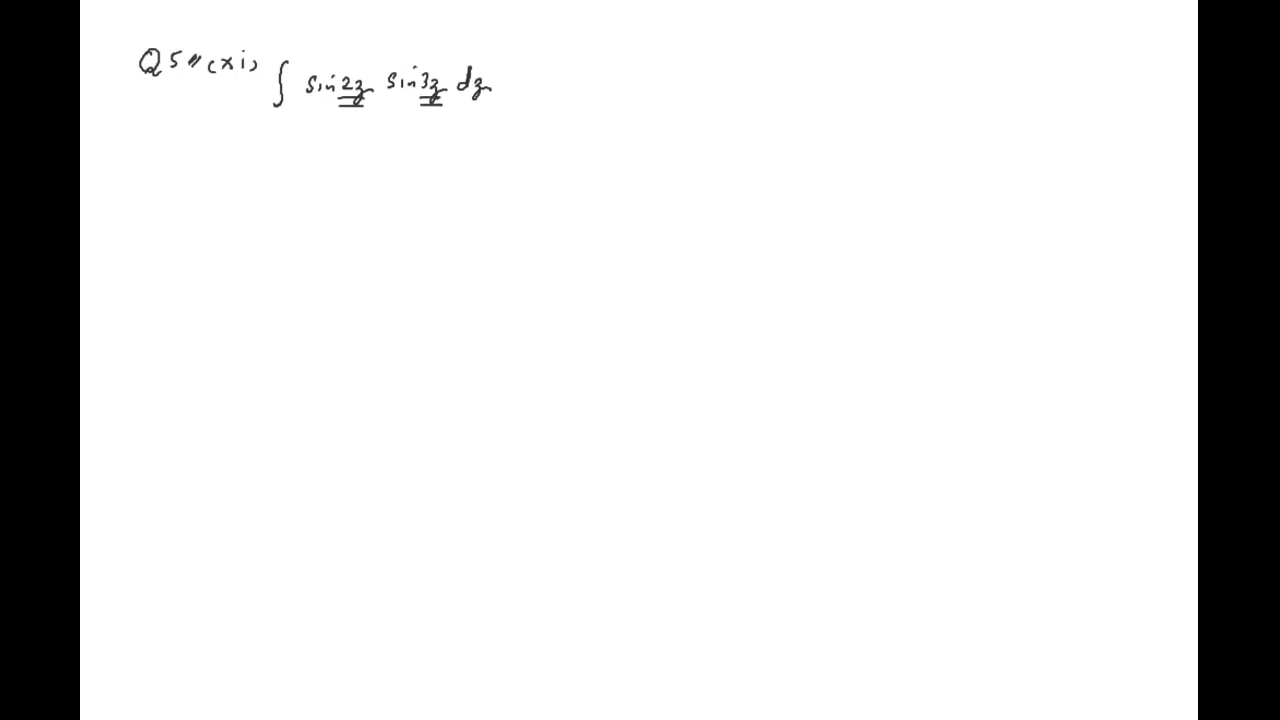 Q5〃(xi) ∫ sin2z sin3z dz